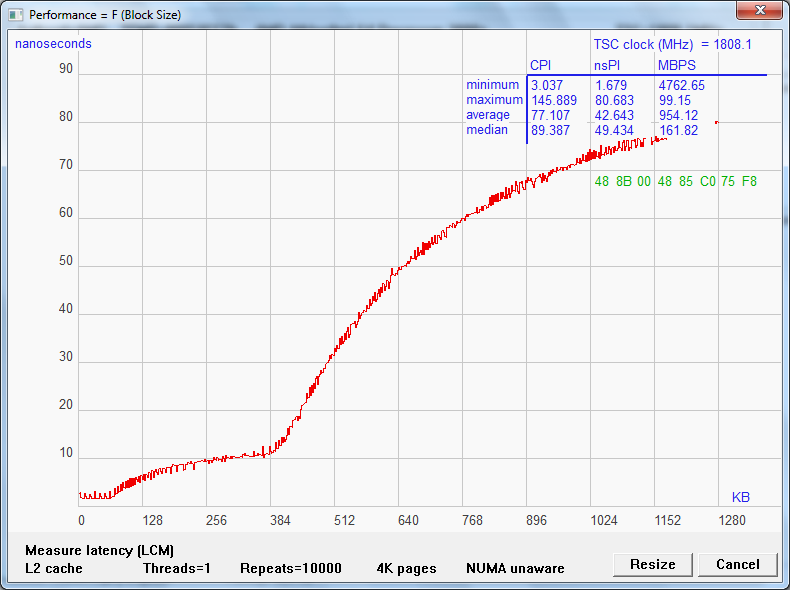 Performance = F (Block Size)
nanoseconds
TSC clock (MHz) = 1808.1
CPI nsPI MBPS
minimum 3.037 1.679 4762.65
maximum 145.889 80.683 99.15
average 77.107 42.643 954.12
median 89.387 49.434 161.82
48 8B 00 48 85 C0 75 F8
90
80
70
60
50
40
30
20
10
KB
0 128 256 384 512 640 768 896 1024 1152 1280
Measure latency (LCM)
L2 cache Threads=1 Repeats=10000 4K pages NUMA unaware
Resize Cancel